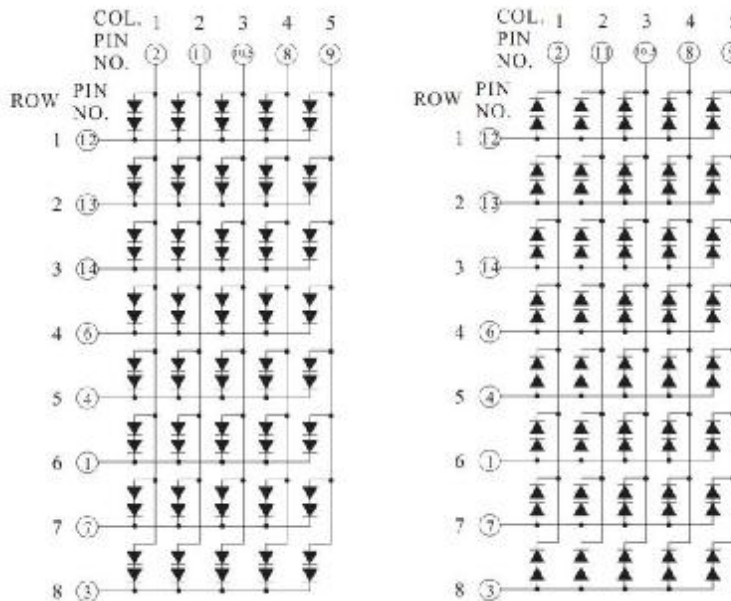 COL. 1 2 3 4 5
PIN
NO. 2 11 8 9
ROW PIN
NO.
1 12
2 13
3 14
4 6
5 4
6 1
7 7
8 3
COL. 1 2 3 4
PIN
NO. 2 11 8
ROW PIN
NO.
1 12
2 13
3 14
4 6
5 4
6 1
7 7
8 3